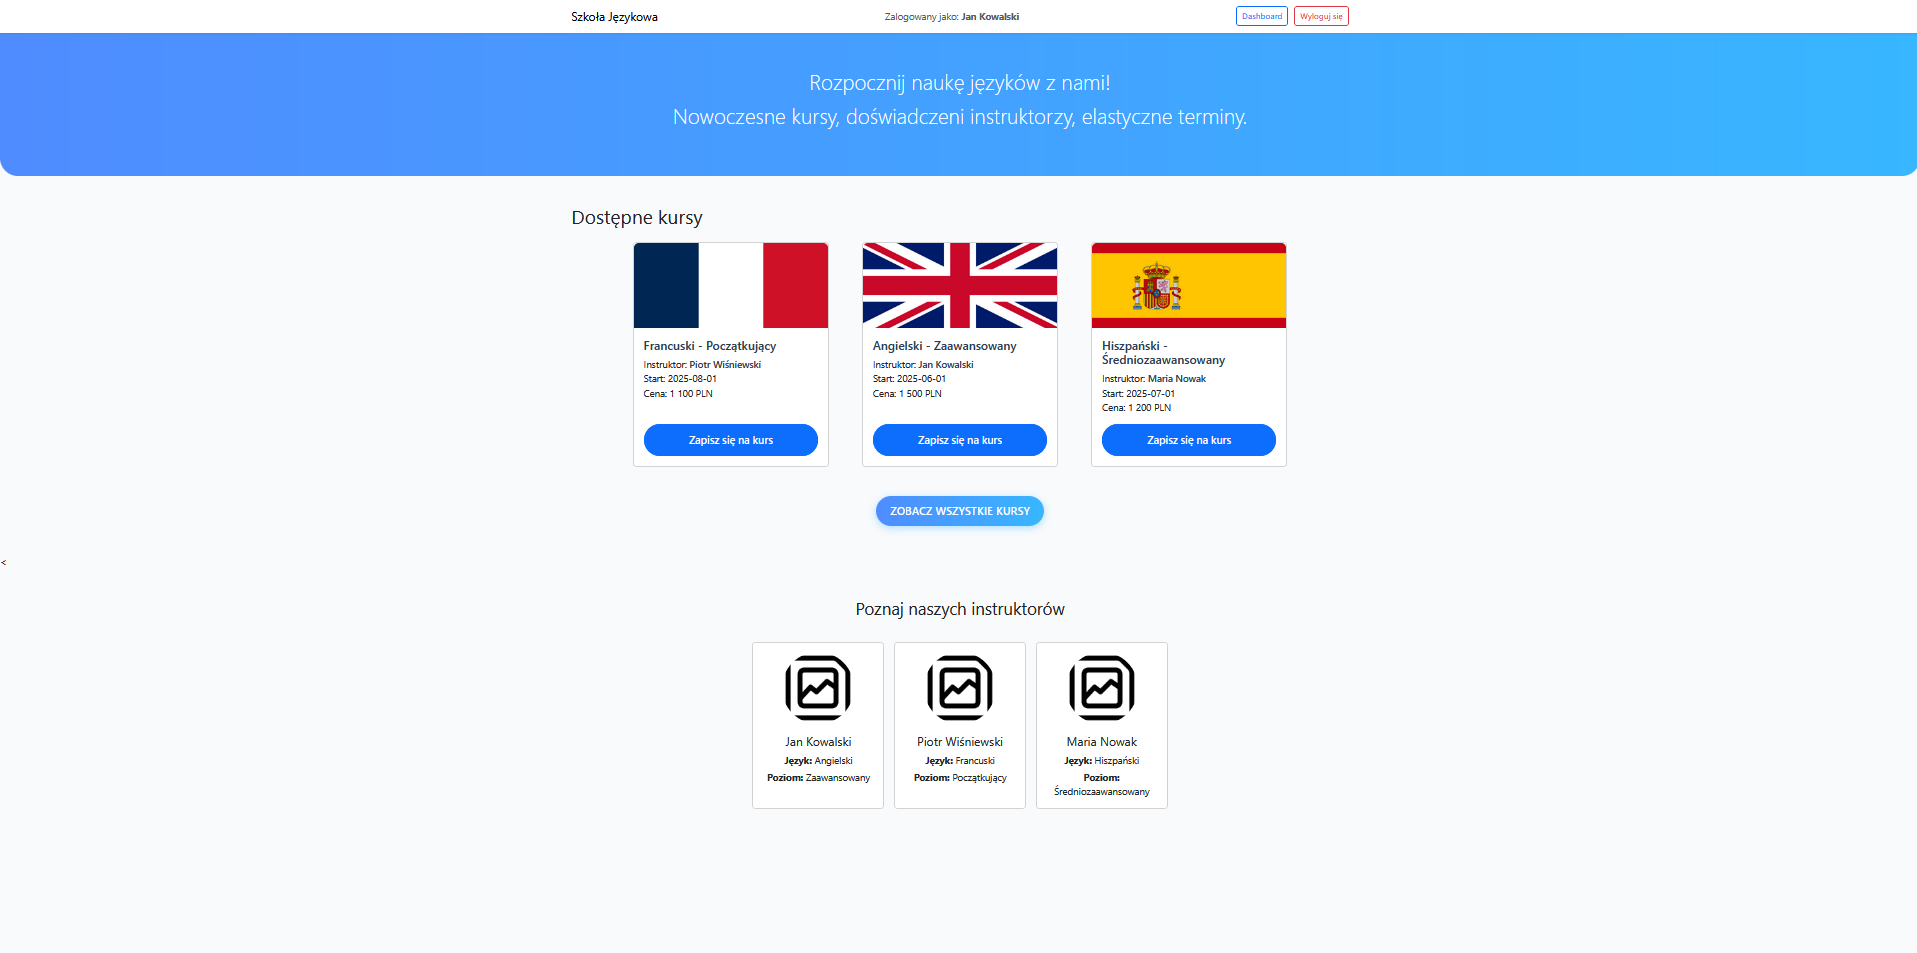 Szkoła Językowa
Zalogowany jako: Jan Kowalski
Dashboard
Wyloguj się
Rozpocznij naukę języków z nami!
Nowoczesne kursy, doświadczeni instruktorzy, elastyczne terminy.
Dostępne kursy
Francuski - Początkujący
Instruktor: Piotr Wiśniewski
Start: 2025-08-01
Cena: 1 100 PLN
Zapisz się na kurs
Angielski - Zaawansowany
Instruktor: Jan Kowalski
Start: 2025-06-01
Cena: 1 500 PLN
Zapisz się na kurs
Hiszpański -
Średniozaawansowany
Instruktor: Maria Nowak
Start: 2025-07-01
Cena: 1 200 PLN
Zapisz się na kurs
ZOBACZ WSZYSTKIE KURSY
<
Poznaj naszych instruktorów
Jan Kowalski
Język: Angielski
Poziom: Zaawansowany
Piotr Wiśniewski
Język: Francuski
Poziom: Początkujący
Maria Nowak
Język: Hiszpański
Poziom:
Średniozaawansowany